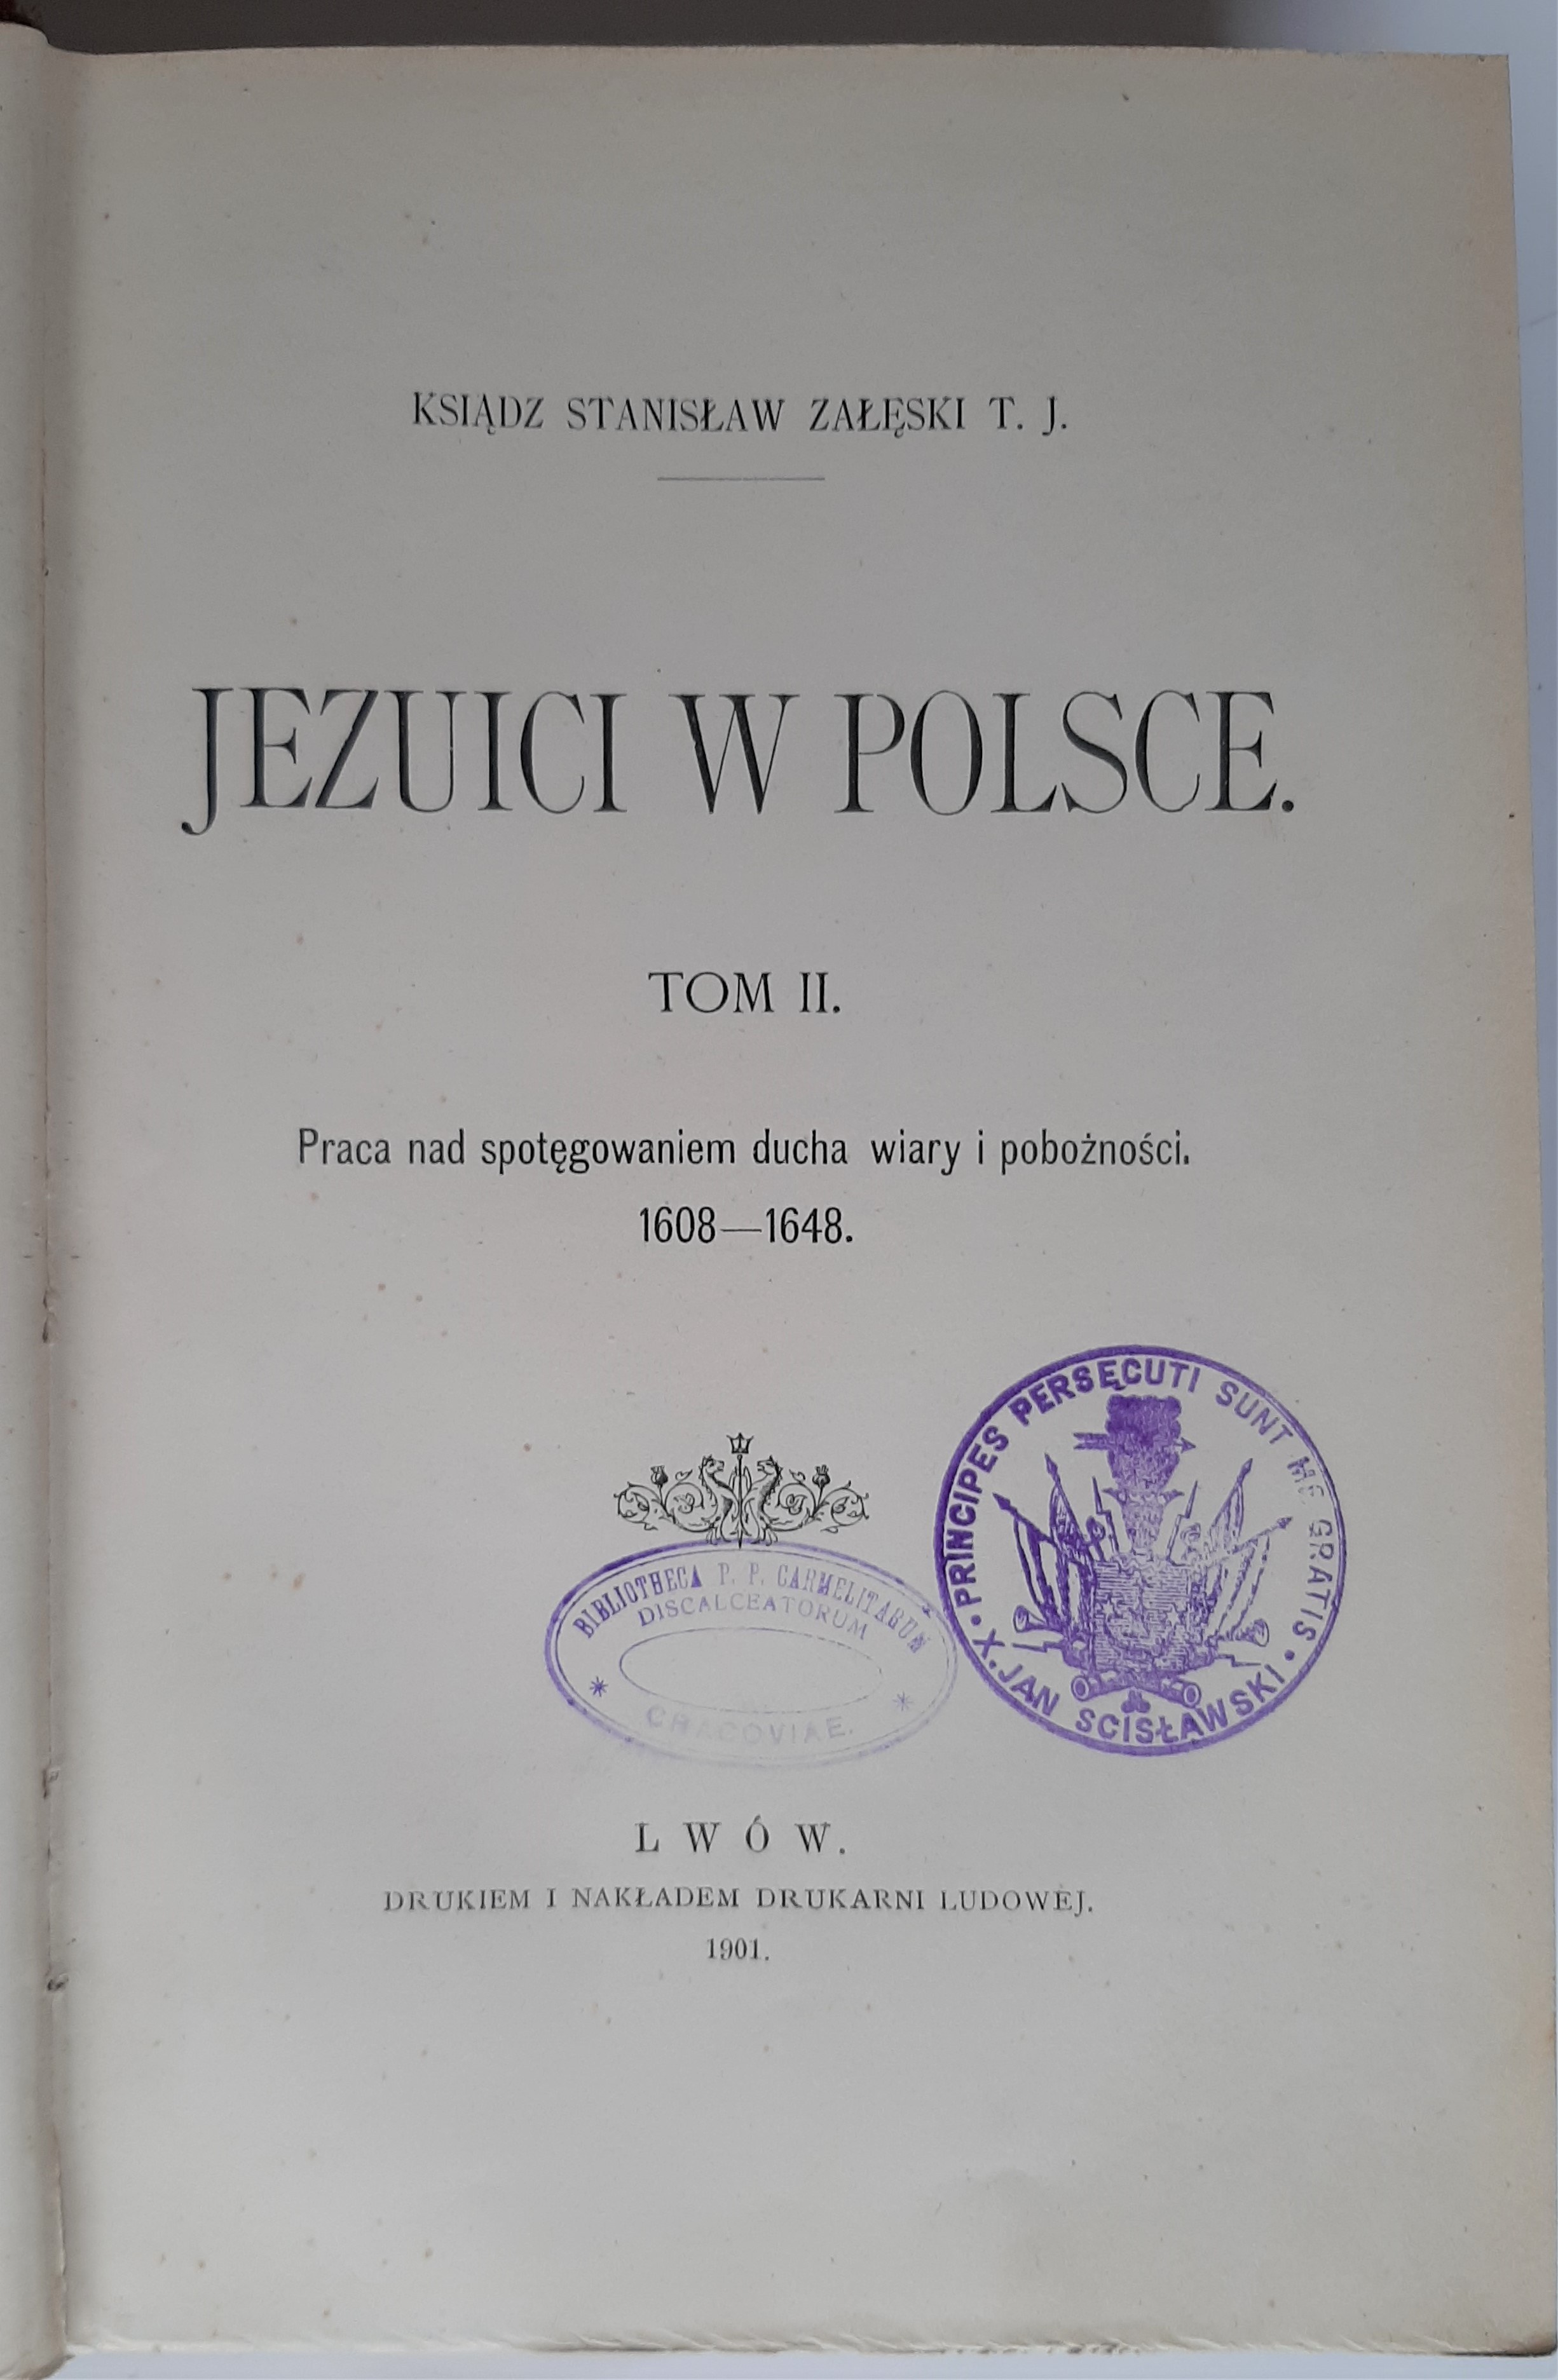 KSIĄDZ STANISŁAW ZAŁĘSKI T. J.
JEZUICI W POLSCE.
TOM II.
Praca nad spotęgowaniem ducha wiary i pobożności.
1608—1648.
PRINCIPES PERSECUTI SUNT ME GRATIS •
• X. JAN SCISŁAWSKI
BIBLIOTHECA P. P. CARMELITARUM
DISCALCEATORUM
* CRACOVIAE. *
LWÓW.
DRUKIEM I NAKŁADEM DRUKARNI LUDOWEJ.
1901.